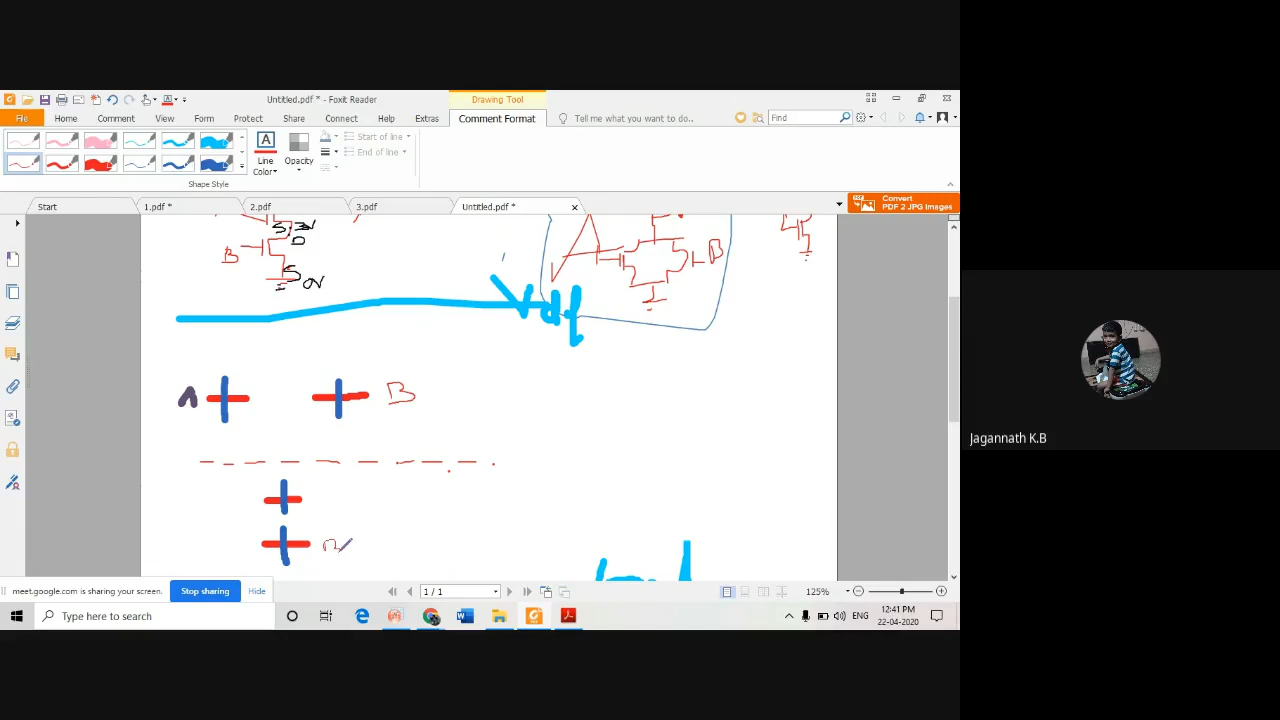 Untitled.pdf * - Foxit Reader
Drawing Tool
File Home Comment View Form Protect Share Connect Help Extras Comment Format Tell me what you want to do.. Find
Line Color
Opacity
Start of line
End of line
Shape Style
Start 1.pdf * 2.pdf 3.pdf Untitled.pdf *
Convert
PDF 2 JPG Images
B
0V
B
B
meet.google.com is sharing your screen. Stop sharing Hide
1 / 1
125%
Type here to search
ENG
12:41 PM
22-04-2020
Jagannath K.B